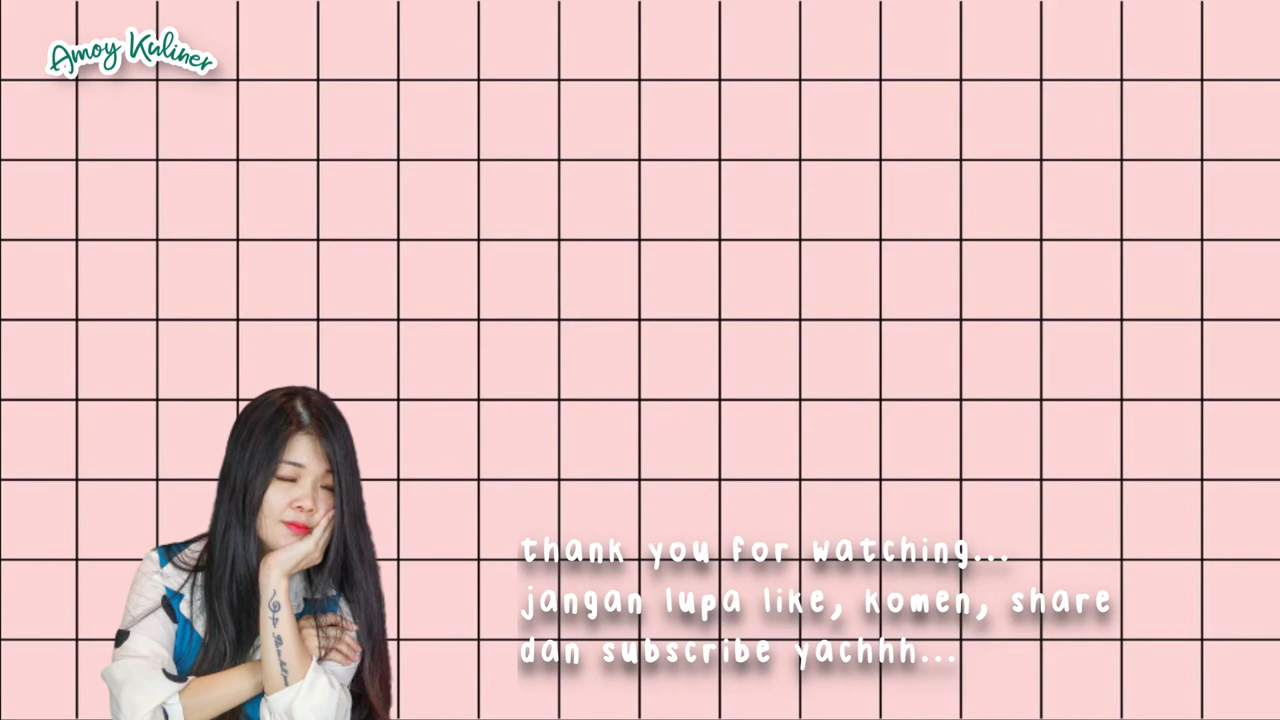 Amoy Kuliner
thank you for watching...
jangan lupa like, komen, share
dan subscribe yachhh...